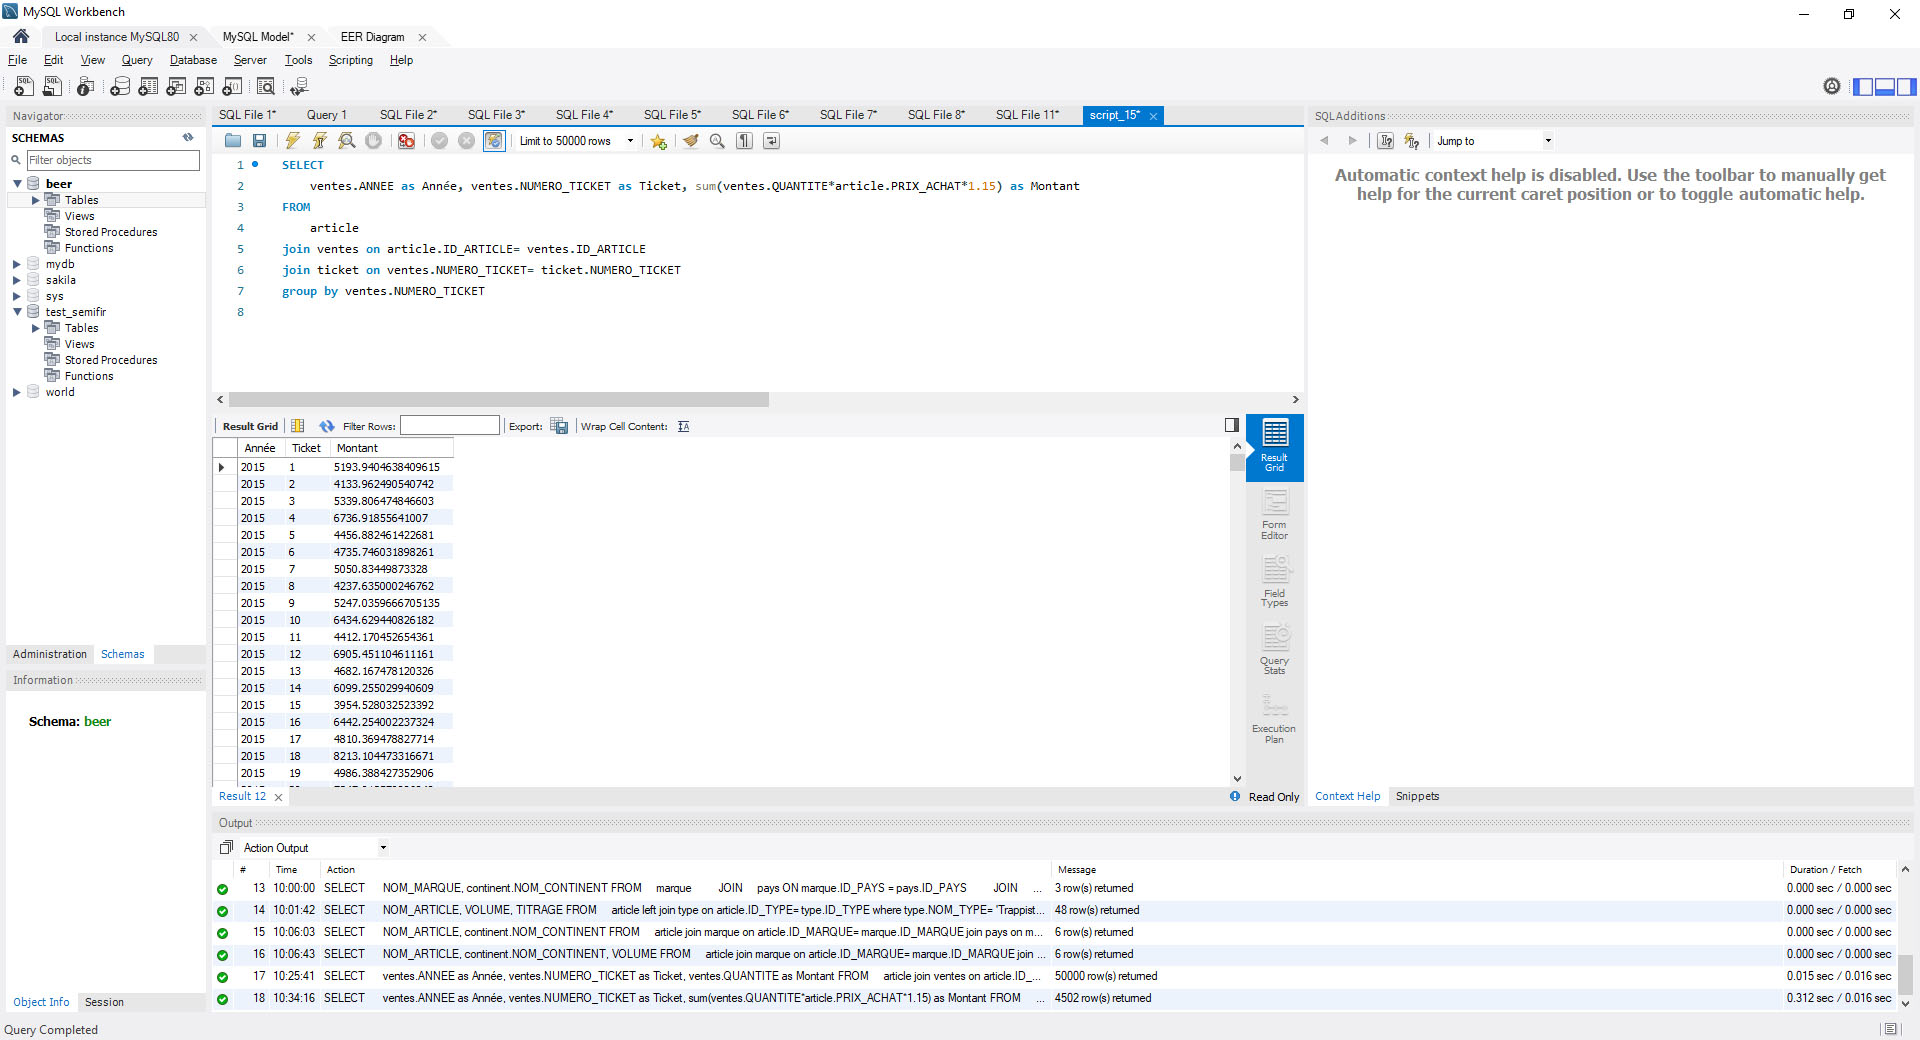 MySQL Workbench
Local instance MySQL80
MySQL Model*
EER Diagram
File Edit View Query Database Server Tools Scripting Help
Navigator
SCHEMAS
Filter objects
beer
Tables
Views
Stored Procedures
Functions
mydb
sakila
sys
test_semifir
Tables
Views
Stored Procedures
Functions
world
Administration Schemas
Information
Schema: beer
Object Info Session
SQL File 1* Query 1 SQL File 2* SQL File 3* SQL File 4* SQL File 5* SQL File 6* SQL File 7* SQL File 8* SQL File 11* script_15*
Limit to 50000 rows
1 SELECT
2 ventes.ANNEE as Année, ventes.NUMERO_TICKET as Ticket, sum(ventes.QUANTITE*article.PRIX_ACHAT*1.15) as Montant
3 FROM
4 article
5 join ventes on article.ID_ARTICLE= ventes.ID_ARTICLE
6 join ticket on ventes.NUMERO_TICKET= ticket.NUMERO_TICKET
7 group by ventes.NUMERO_TICKET
8
Result Grid Filter Rows: Export: Wrap Cell Content:
Année Ticket Montant
2015 1 5193.9404638409615
2015 2 4133.962490540742
2015 3 5339.806474846603
2015 4 6736.91855641007
2015 5 4456.882461422681
2015 6 4735.746031898261
2015 7 5050.83449873328
2015 8 4237.635000246762
2015 9 5247.0359666705135
2015 10 6434.629440826182
2015 11 4412.170452654361
2015 12 6905.451104611161
2015 13 4682.167478120326
2015 14 6099.255029940609
2015 15 3954.528032523392
2015 16 6442.254002237324
2015 17 4810.369478827714
2015 18 8213.104473316671
2015 19 4986.388427352906
Result Grid
Form Editor
Field Types
Query Stats
Execution Plan
Result 12
Read Only
SQLAdditions
Jump to
Automatic context help is disabled. Use the toolbar to manually get
help for the current caret position or to toggle automatic help.
Context Help Snippets
Output
Action Output
# Time Action Message Duration / Fetch
13 10:00:00 SELECT NOM_MARQUE, continent.NOM_CONTINENT FROM marque JOIN pays ON marque.ID_PAYS = pays.ID_PAYS JOIN ... 3 row(s) returned 0.000 sec / 0.000 sec
14 10:01:42 SELECT NOM_ARTICLE, VOLUME, TITRAGE FROM article left join type on article.ID_TYPE= type.ID_TYPE where type.NOM_TYPE= 'Trappist... 48 row(s) returned 0.000 sec / 0.000 sec
15 10:06:03 SELECT NOM_ARTICLE, continent.NOM_CONTINENT FROM article join marque on article.ID_MARQUE= marque.ID_MARQUE join pays on m... 6 row(s) returned 0.000 sec / 0.000 sec
16 10:06:43 SELECT NOM_ARTICLE, continent.NOM_CONTINENT, VOLUME FROM article join marque on article.ID_MARQUE= marque.ID_MARQUE join ... 6 row(s) returned 0.000 sec / 0.000 sec
17 10:25:41 SELECT ventes.ANNEE as Année, ventes.NUMERO_TICKET as Ticket, ventes.QUANTITE as Montant FROM article join ventes on article.ID_... 50000 row(s) returned 0.015 sec / 0.016 sec
18 10:34:16 SELECT ventes.ANNEE as Année, ventes.NUMERO_TICKET as Ticket, sum(ventes.QUANTITE*article.PRIX_ACHAT*1.15) as Montant FROM ... 4502 row(s) returned 0.312 sec / 0.016 sec
Query Completed